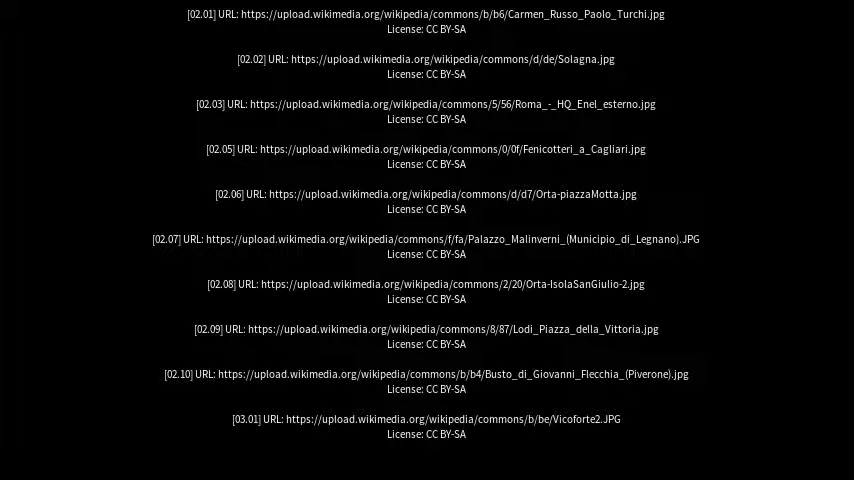 [02.01] URL: https://upload.wikimedia.org/wikipedia/commons/b/b6/Carmen_Russo_Paolo_Turchi.jpg
License: CC BY-SA
[02.02] URL: https://upload.wikimedia.org/wikipedia/commons/d/de/Solagna.jpg
License: CC BY-SA
[02.03] URL: https://upload.wikimedia.org/wikipedia/commons/5/56/Roma_-_HQ_Enel_esterno.jpg
License: CC BY-SA
[02.05] URL: https://upload.wikimedia.org/wikipedia/commons/0/0f/Fenicotteri_a_Cagliari.jpg
License: CC BY-SA
[02.06] URL: https://upload.wikimedia.org/wikipedia/commons/d/d7/Orta-piazzaMotta.jpg
License: CC BY-SA
[02.07] URL: https://upload.wikimedia.org/wikipedia/commons/f/fa/Palazzo_Malinverni_(Municipio_di_Legnano).JPG
License: CC BY-SA
[02.08] URL: https://upload.wikimedia.org/wikipedia/commons/2/20/Orta-IsolaSanGiulio-2.jpg
License: CC BY-SA
[02.09] URL: https://upload.wikimedia.org/wikipedia/commons/8/87/Lodi_Piazza_della_Vittoria.jpg
License: CC BY-SA
[02.10] URL: https://upload.wikimedia.org/wikipedia/commons/b/b4/Busto_di_Giovanni_Flecchia_(Piverone).jpg
License: CC BY-SA
[03.01] URL: https://upload.wikimedia.org/wikipedia/commons/b/be/Vicoforte2.JPG
License: CC BY-SA